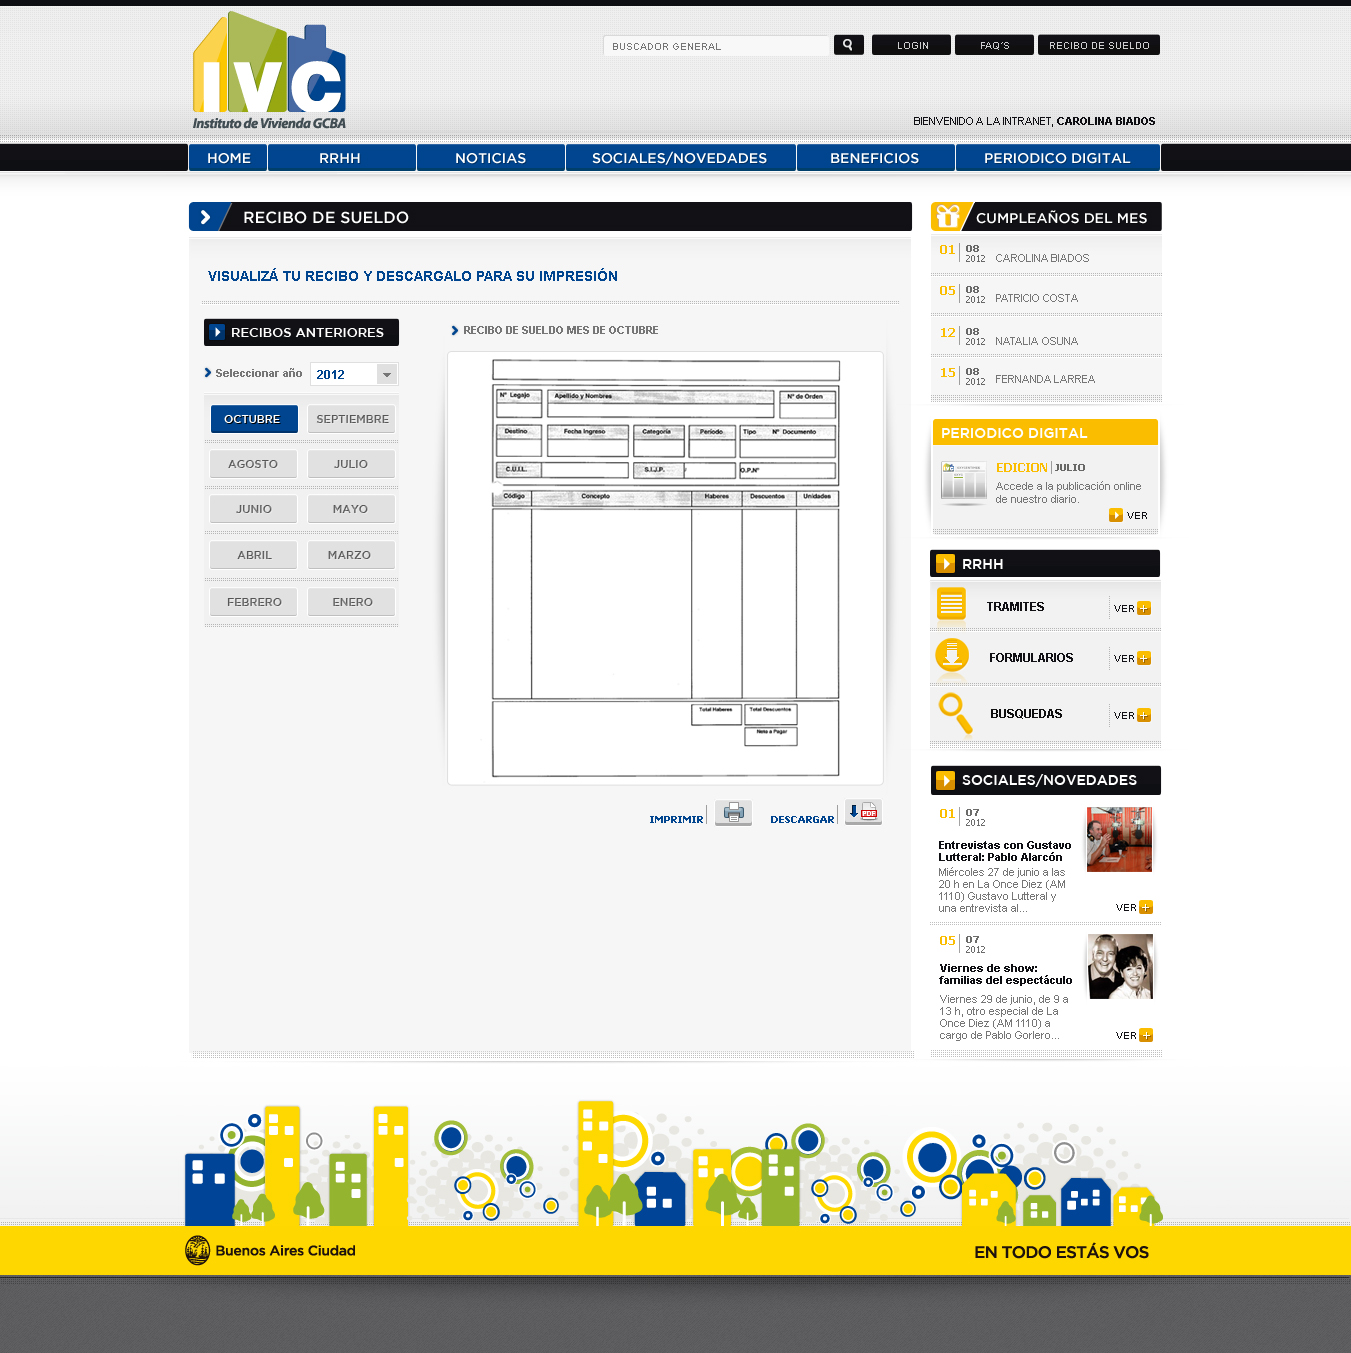 ivc
Instituto de Vivienda GCBA
BUSCADOR GENERAL
LOGIN
FAQ'S
RECIBO DE SUELDO
BIENVENIDO A LA INTRANET, CAROLINA BIADOS
HOME
RRHH
NOTICIAS
SOCIALES/NOVEDADES
BENEFICIOS
PERIODICO DIGITAL
RECIBO DE SUELDO
VISUALIZÁ TU RECIBO Y DESCARGALO PARA SU IMPRESIÓN
RECIBOS ANTERIORES
Seleccionar año
2012
OCTUBRE
SEPTIEMBRE
AGOSTO
JULIO
JUNIO
MAYO
ABRIL
MARZO
FEBRERO
ENERO
RECIBO DE SUELDO MES DE OCTUBRE
N° Legajo
Apellido y Nombres
N° de Orden
Destino
Fecha Ingreso
Categoría
Período
Tipo
N° Documento
C.U.I.L.
S.I.J.P.
/
O.P.N°
Código
Concepto
Haberes
Descuentos
Unidades
Total Haberes
Total Descuentos
Neto a Pagar
IMPRIMIR
DESCARGAR
PDF
CUMPLEAÑOS DEL MES
01
08
2012
CAROLINA BIADOS
05
08
2012
PATRICIO COSTA
12
08
2012
NATALIA OSUNA
15
08
2012
FERNANDA LARREA
PERIODICO DIGITAL
EDICION
JULIO
Accede a la publicación online
de nuestro diario.
VER
RRHH
TRAMITES
VER
FORMULARIOS
VER
BUSQUEDAS
VER
SOCIALES/NOVEDADES
01
07
2012
Entrevistas con Gustavo
Lutteral: Pablo Alarcón
Miércoles 27 de junio a las
20 h en La Once Diez (AM
1110) Gustavo Lutteral y
una entrevista al...
VER
05
07
2012
Viernes de show:
familias del espectáculo
Viernes 29 de junio, de 9 a
13 h, otro especial de La
Once Diez (AM 1110) a
cargo de Pablo Gorlero...
VER
Buenos Aires Ciudad
EN TODO ESTÁS VOS